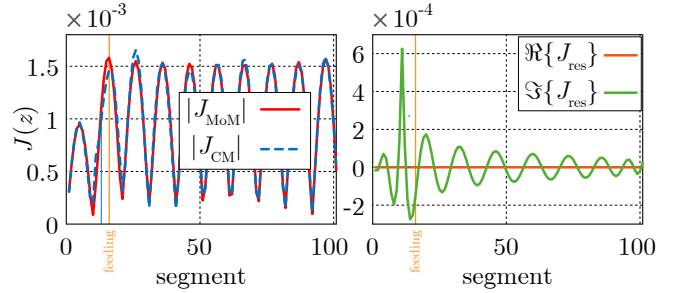 ×10⁻³
1.5
1
0.5
0
J(z)
|J_MoM|
|J_CM|
0
50
100
feeding
segment
×10⁻⁴
6
4
2
0
-2
ℜ{J_res}
ℑ{J_res}
0
50
100
feeding
segment